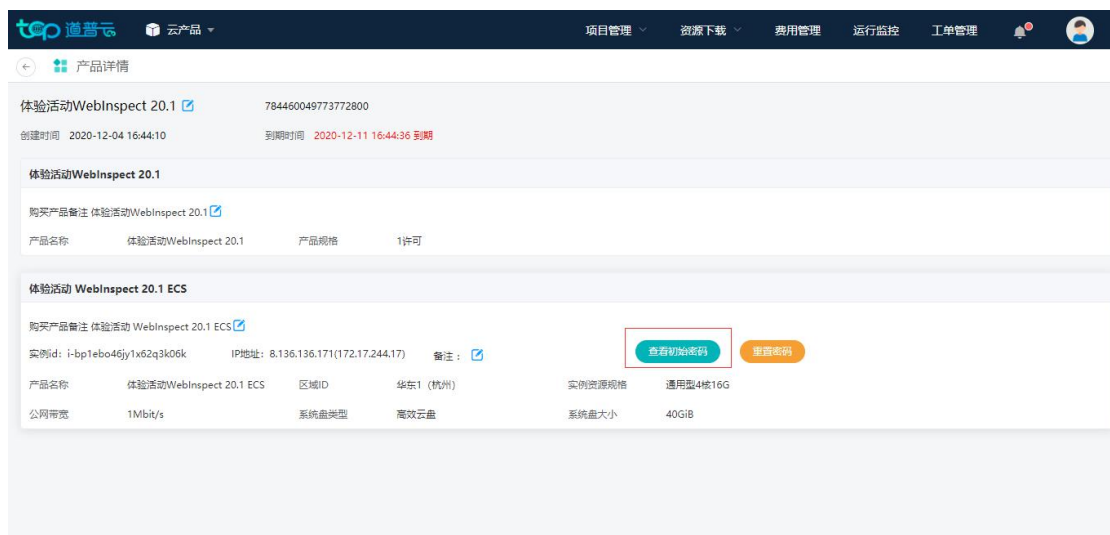 top 道普云 云产品 项目管理 资源下载 费用管理 运行监控 工单管理
产品详情
体验活动WebInspect 20.1 784460049773772800
创建时间 2020-12-04 16:44:10 到期时间 2020-12-11 16:44:36 到期
体验活动WebInspect 20.1
购买产品备注 体验活动WebInspect 20.1
产品名称 体验活动WebInspect 20.1 产品规格 1许可
体验活动 WebInspect 20.1 ECS
购买产品备注 体验活动 WebInspect 20.1 ECS
实例id: i-bp1ebo46jy1x62q3k06k IP地址: 8.136.136.171(172.17.244.17) 备注: 查看初始密码 重置密码
产品名称 体验活动WebInspect 20.1 ECS 区域ID 华东1 (杭州) 实例资源规格 通用型4核16G
公网带宽 1Mbit/s 系统盘类型 高效云盘 系统盘大小 40GiB